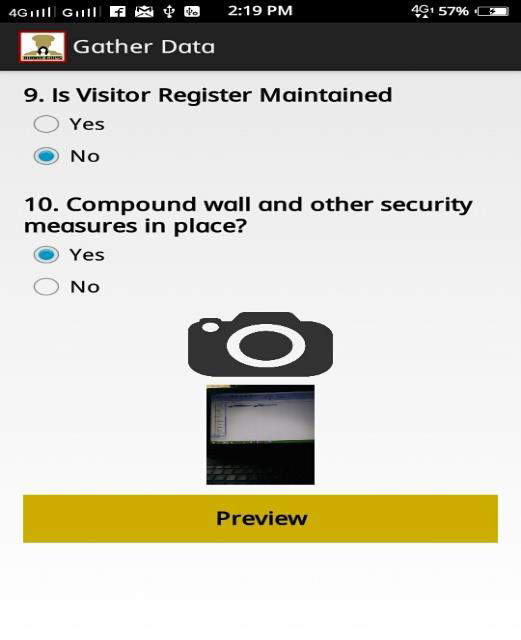 4G G 2:19 PM 4G1 57%
Gather Data
9. Is Visitor Register Maintained
Yes
No
10. Compound wall and other security
measures in place?
Yes
No
Preview